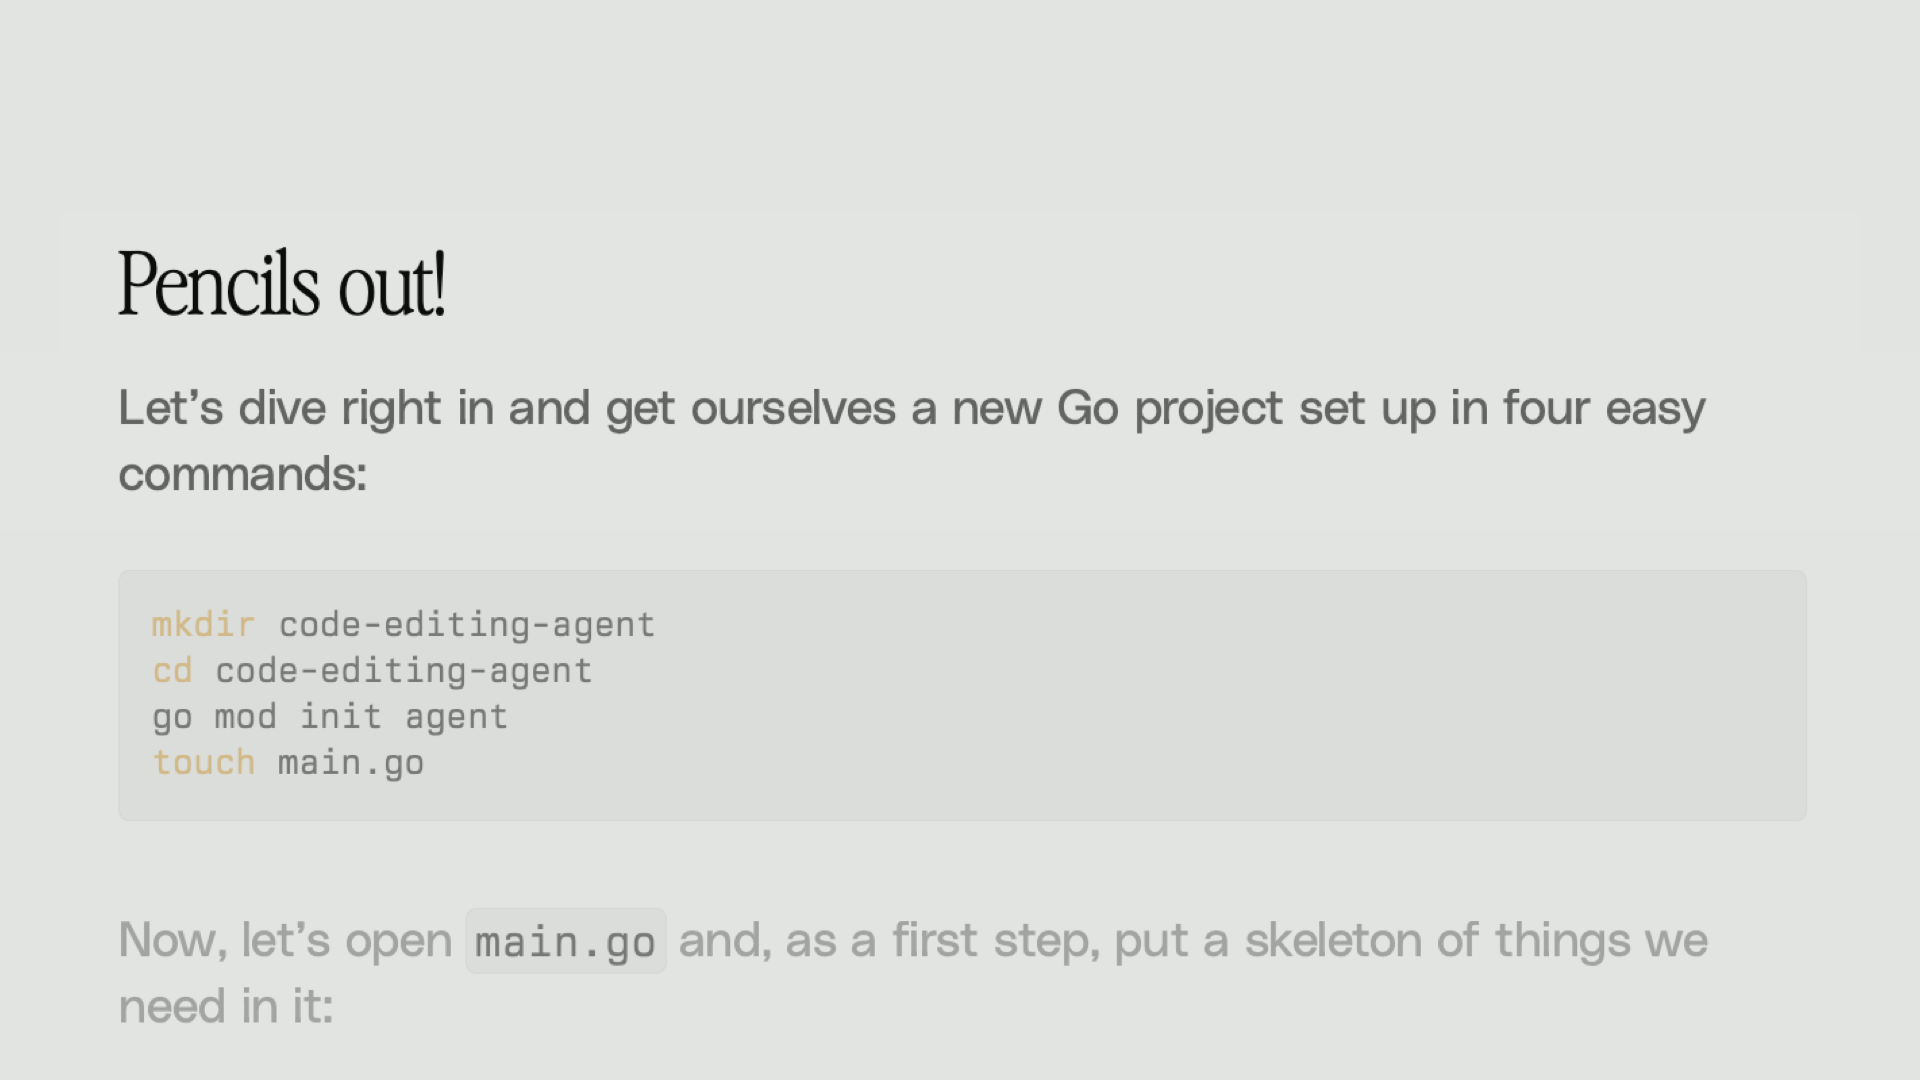 Pencils out!
Let’s dive right in and get ourselves a new Go project set up in four easy
commands:
mkdir code-editing-agent
cd code-editing-agent
go mod init agent
touch main.go
Now, let’s open main.go and, as a first step, put a skeleton of things we
need in it: